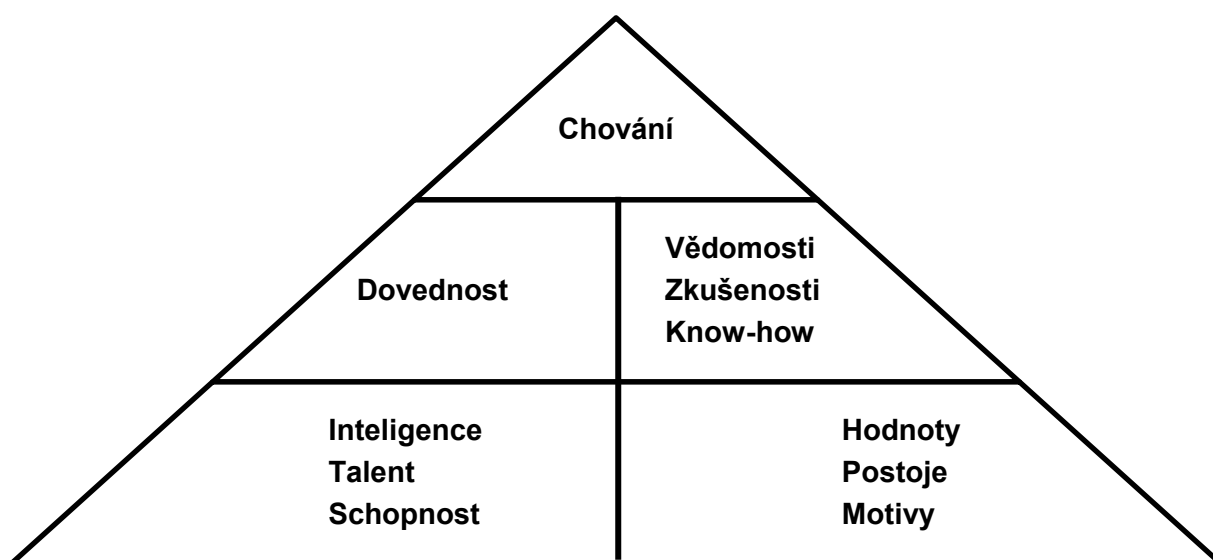 Chování
Dovednost
Vědomosti
Zkušenosti
Know-how
Inteligence
Talent
Schopnost
Hodnoty
Postoje
Motivy